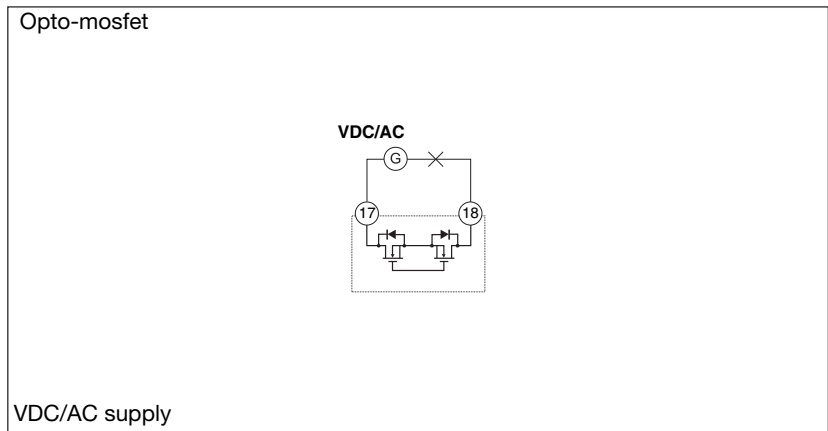 Opto-mosfet
VDC/AC
G
17 18
VDC/AC supply